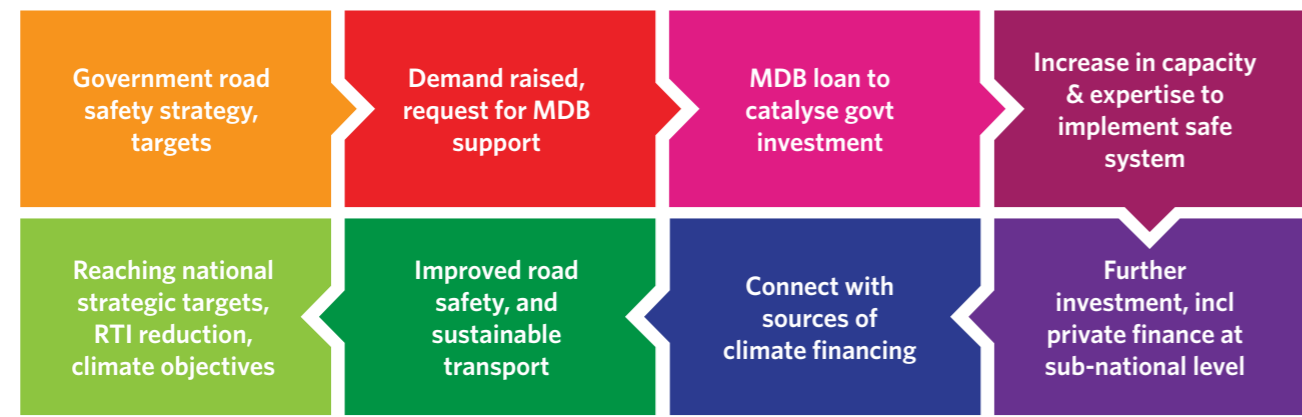 Government road
safety strategy,
targets
Demand raised,
request for MDB
support
MDB loan to
catalyse govt
investment
Increase in capacity
& expertise to
implement safe
system
Further
investment, incl
private finance at
sub-national level
Connect with
sources of
climate financing
Improved road
safety, and
sustainable
transport
Reaching national
strategic targets,
RTI reduction,
climate objectives